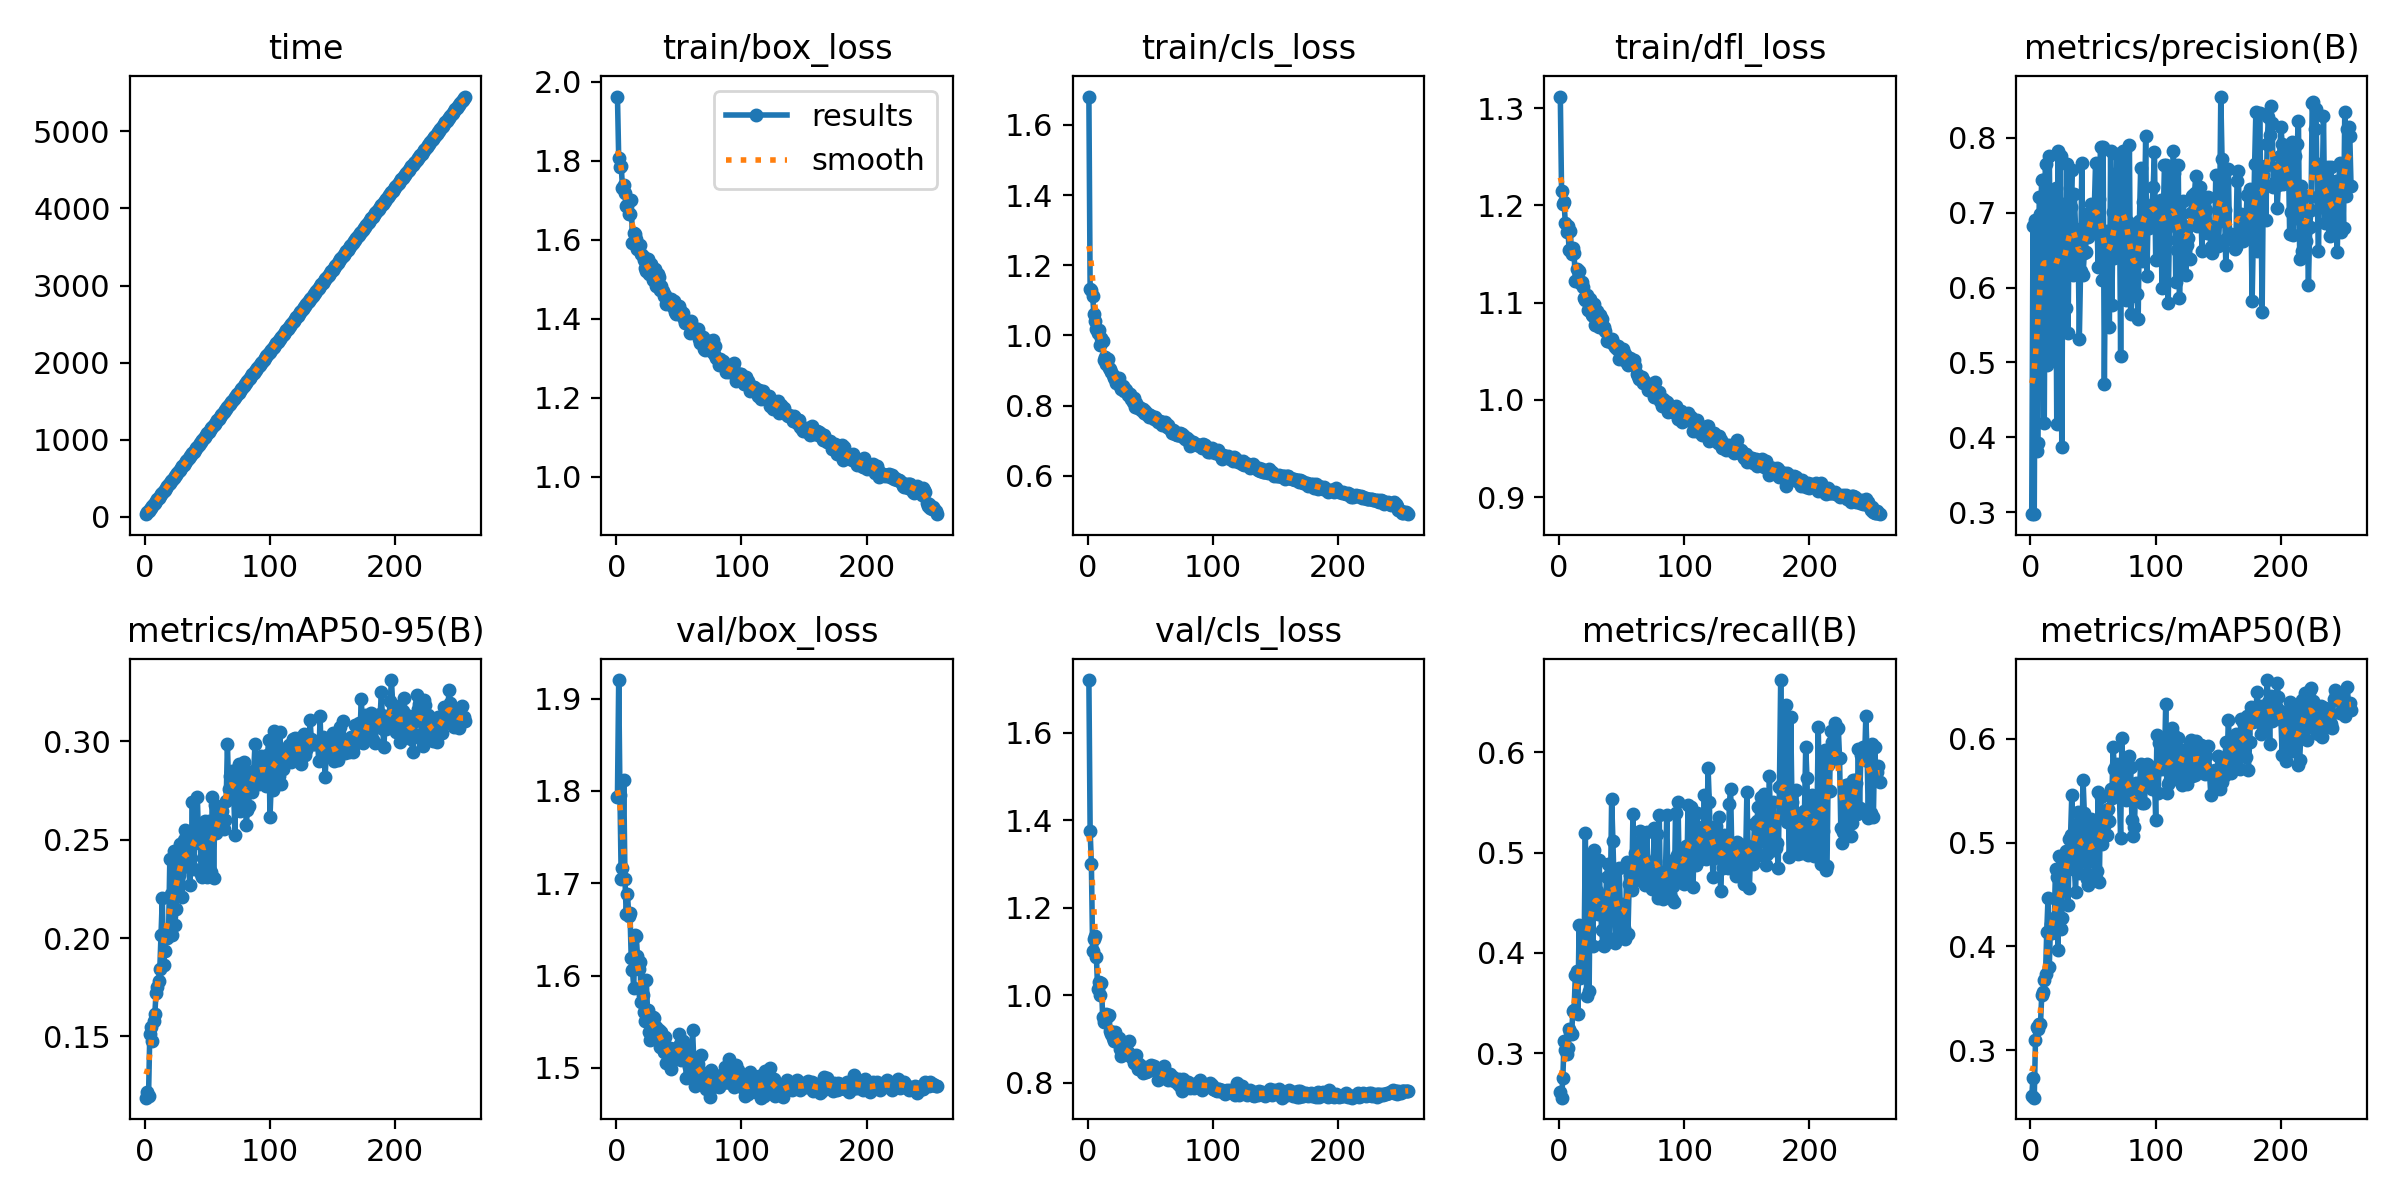 time
5000
4000
3000
2000
1000
0
0 100 200
train/box_loss
results
smooth
2.0
1.8
1.6
1.4
1.2
1.0
0 100 200
train/cls_loss
1.6
1.4
1.2
1.0
0.8
0.6
0 100 200
train/dfl_loss
1.3
1.2
1.1
1.0
0.9
0 100 200
metrics/precision(B)
0.8
0.7
0.6
0.5
0.4
0.3
0 100 200
metrics/mAP50-95(B)
0.30
0.25
0.20
0.15
0 100 200
val/box_loss
1.9
1.8
1.7
1.6
1.5
0 100 200
val/cls_loss
1.6
1.4
1.2
1.0
0.8
0 100 200
metrics/recall(B)
0.6
0.5
0.4
0.3
0 100 200
metrics/mAP50(B)
0.6
0.5
0.4
0.3
0 100 200